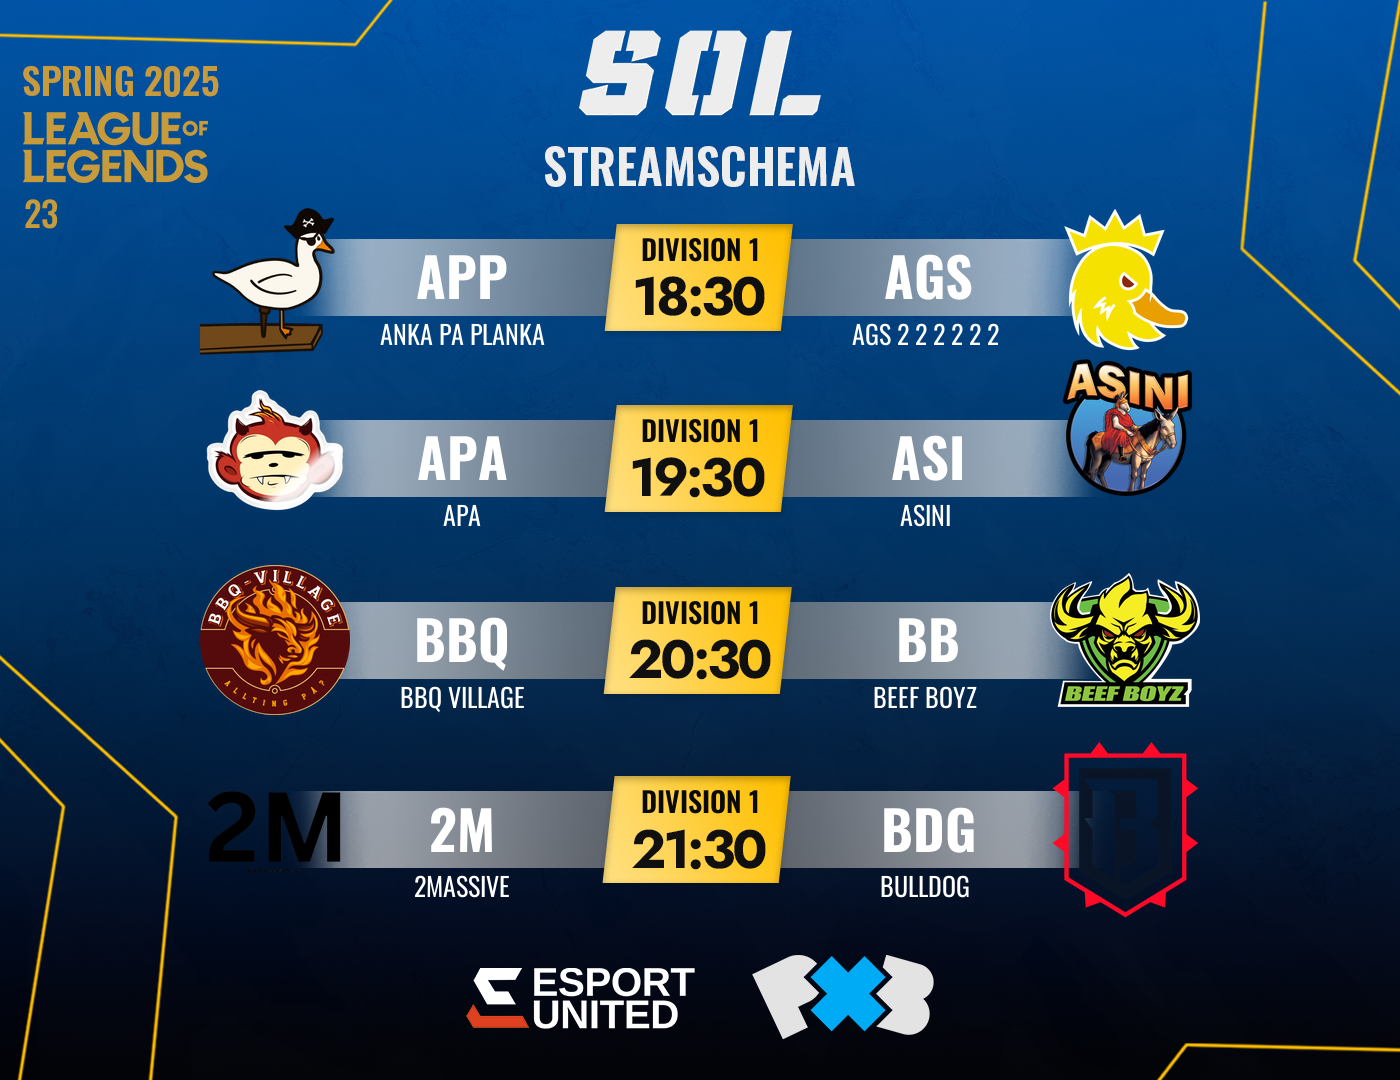 SPRING 2025
LEAGUE OF
LEGENDS
23
SOL
STREAMSCHEMA
APP
ANKA PA PLANKA
DIVISION 1
18:30
AGS
AGS 2 2 2 2 2 2
APA
APA
DIVISION 1
19:30
ASI
ASINI
ASINI
BBQ-VILLAGE
ALLTING PÅ?
BBQ
BBQ VILLAGE
DIVISION 1
20:30
BB
BEEF BOYZ
BEEF BOYZ
2M
2M
2MASSIVE
DIVISION 1
21:30
BDG
BULLDOG
B
ESPORT
UNITED
PXB